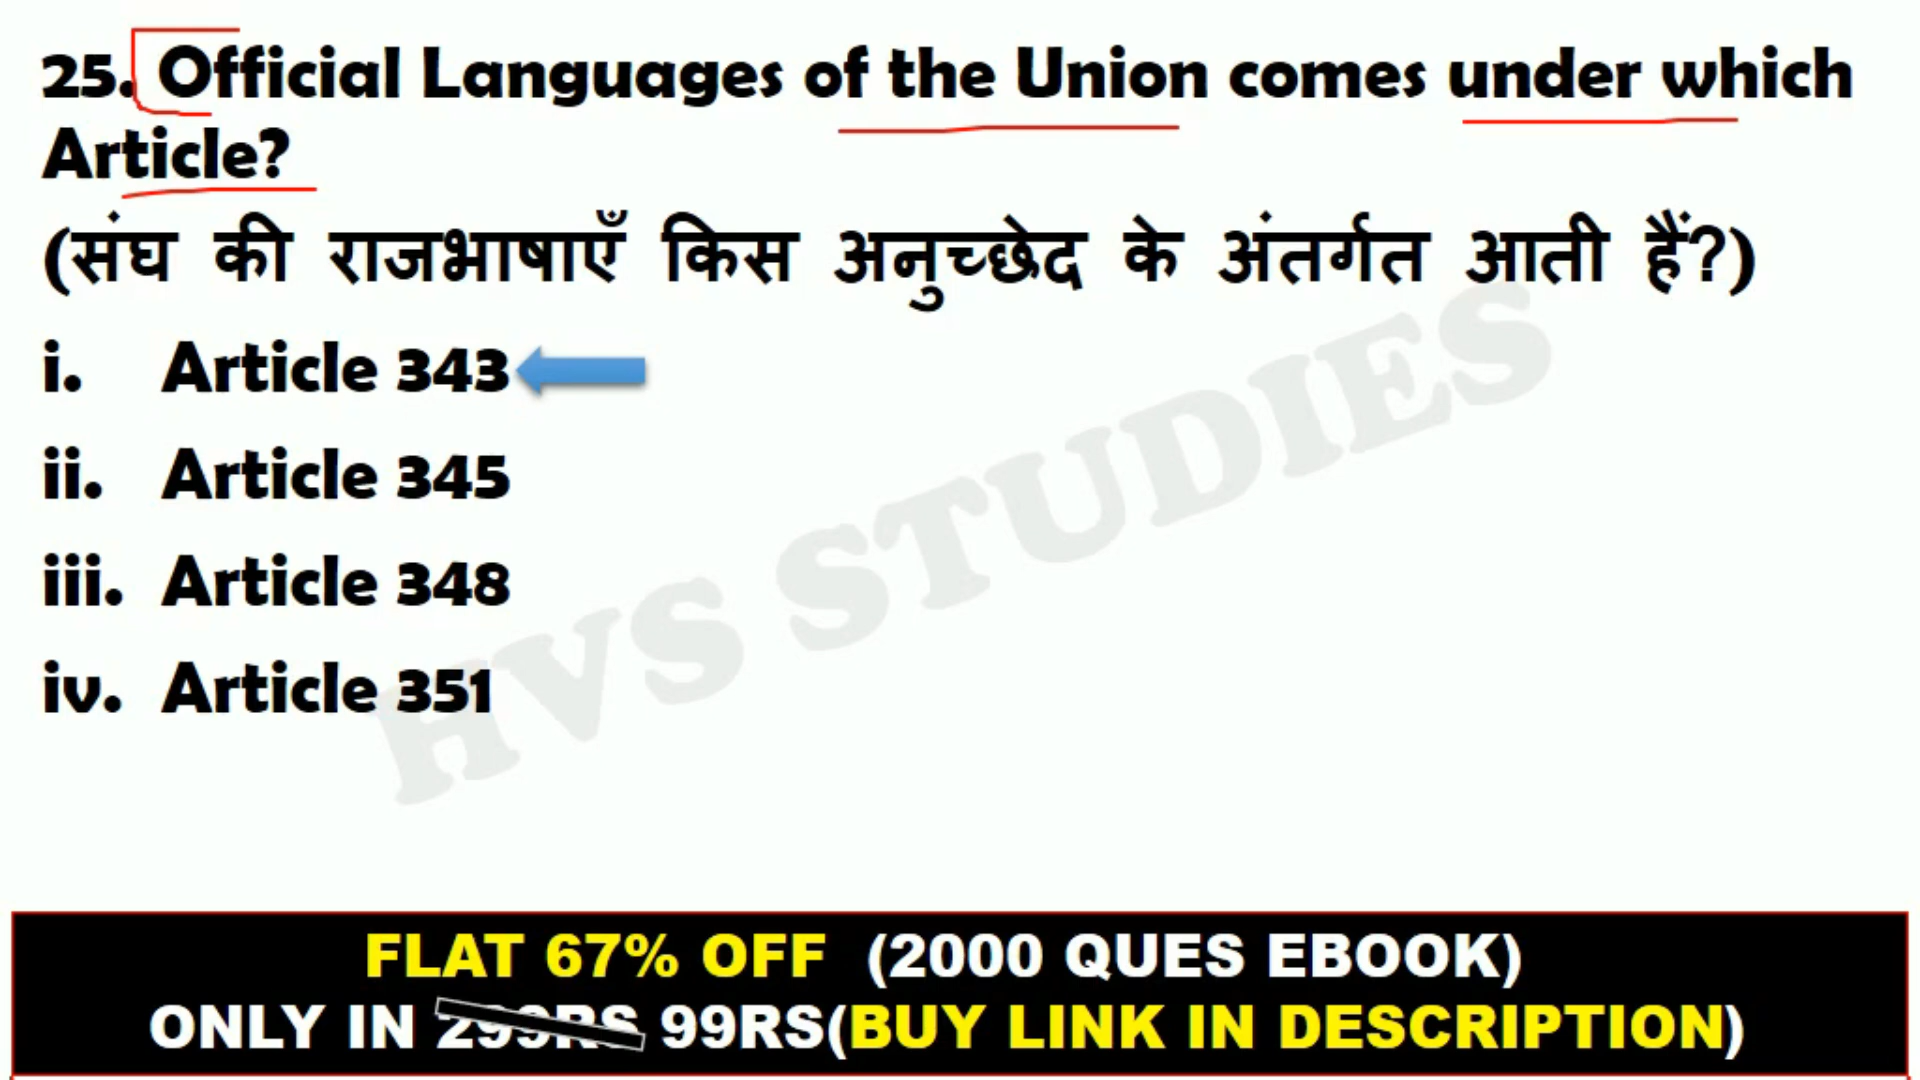 25. Official Languages of the Union comes under which
Article?
(संघ की राजभाषाएँ किस अनुच्छेद के अंतर्गत आती हैं?)
i. Article 343
ii. Article 345
iii. Article 348
iv. Article 351
HVS STUDIES
FLAT 67% OFF (2000 QUES EBOOK)
ONLY IN 299RS 99RS(BUY LINK IN DESCRIPTION)